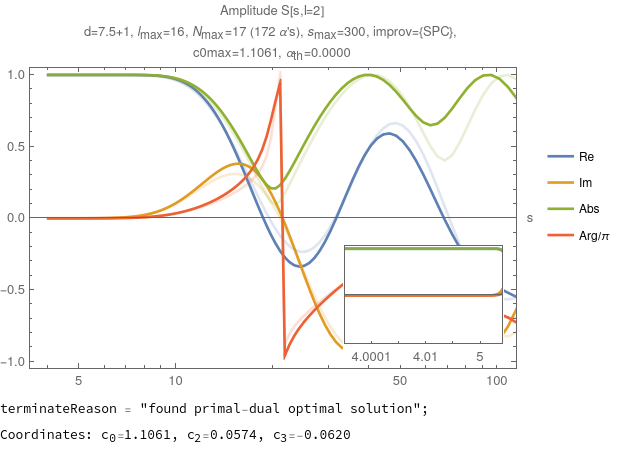 Amplitude S[s,l=2]
d=7.5+1, lmax=16, Nmax=17 (172 α's), smax=300, improv={SPC},
c0max=1.1061, αth=0.0000
1.0
0.5
0.0
-0.5
-1.0
5
10
50
100
s
Re
Im
Abs
Arg/π
4.0001
4.01
5
terminateReason = "found primal-dual optimal solution";
Coordinates: c0=1.1061, c2=0.0574, c3=-0.0620